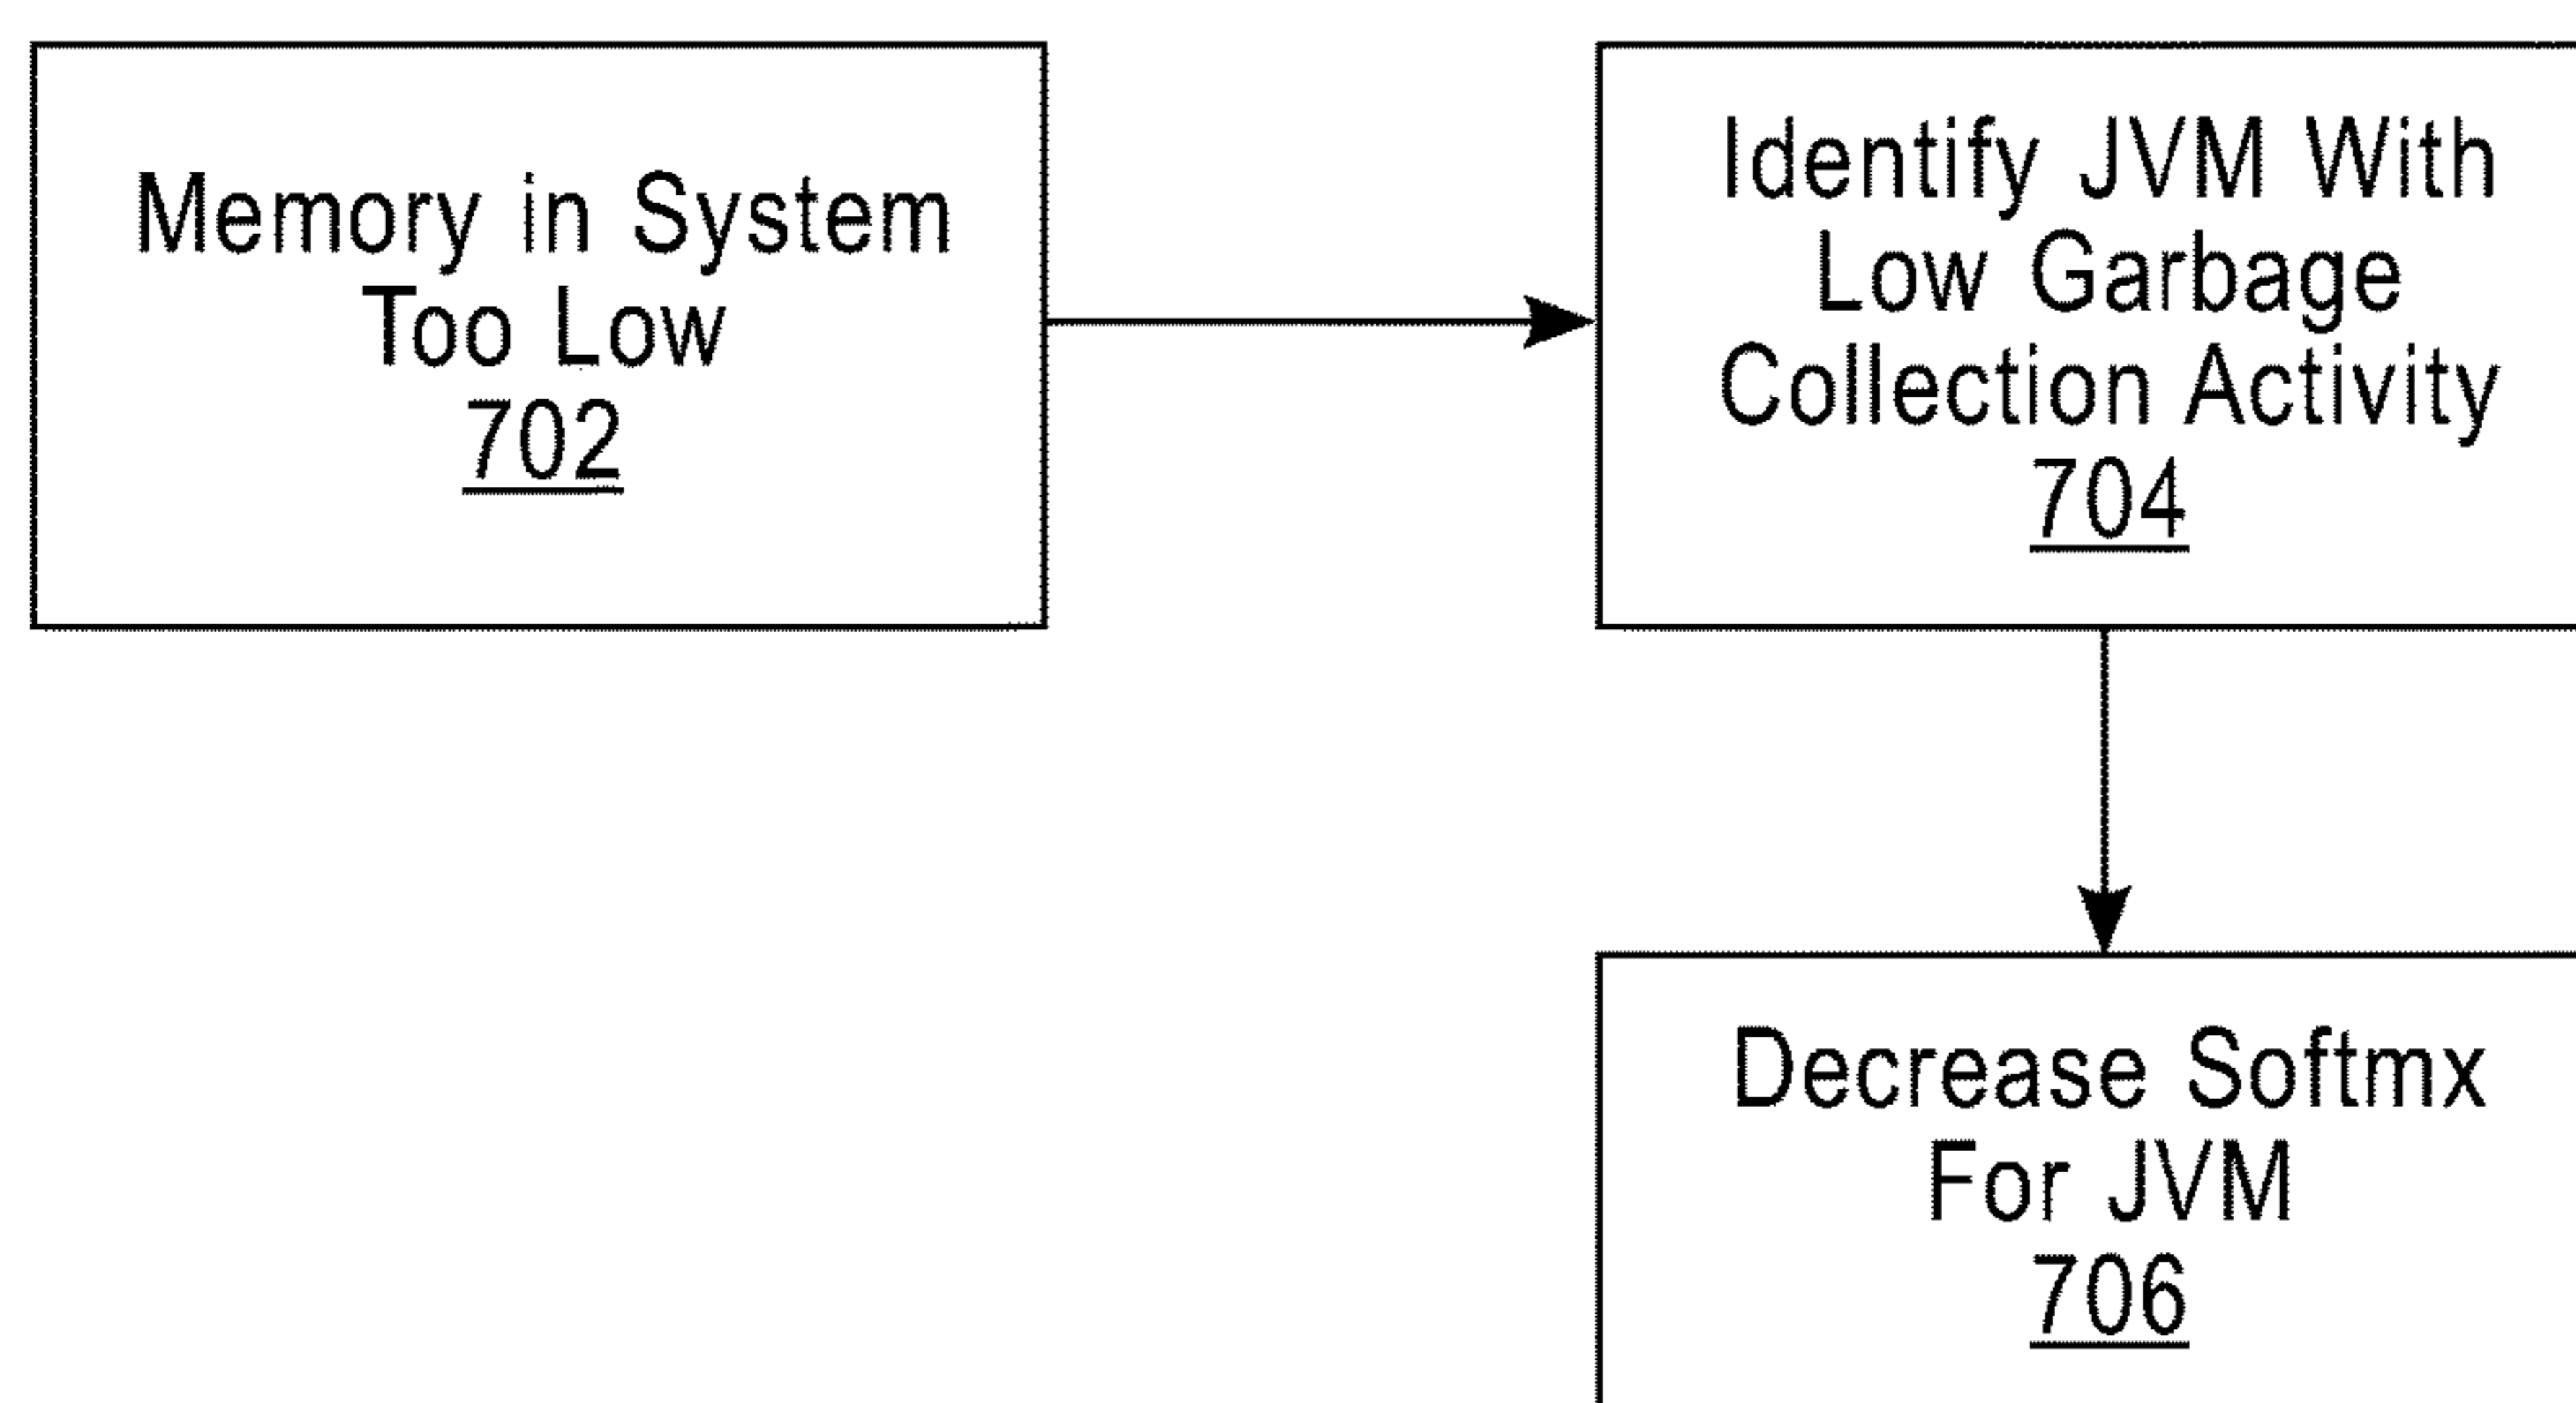 Memory in System
Too Low
702
Identify JVM With
Low Garbage
Collection Activity
704
Decrease Softmx
For JVM
706